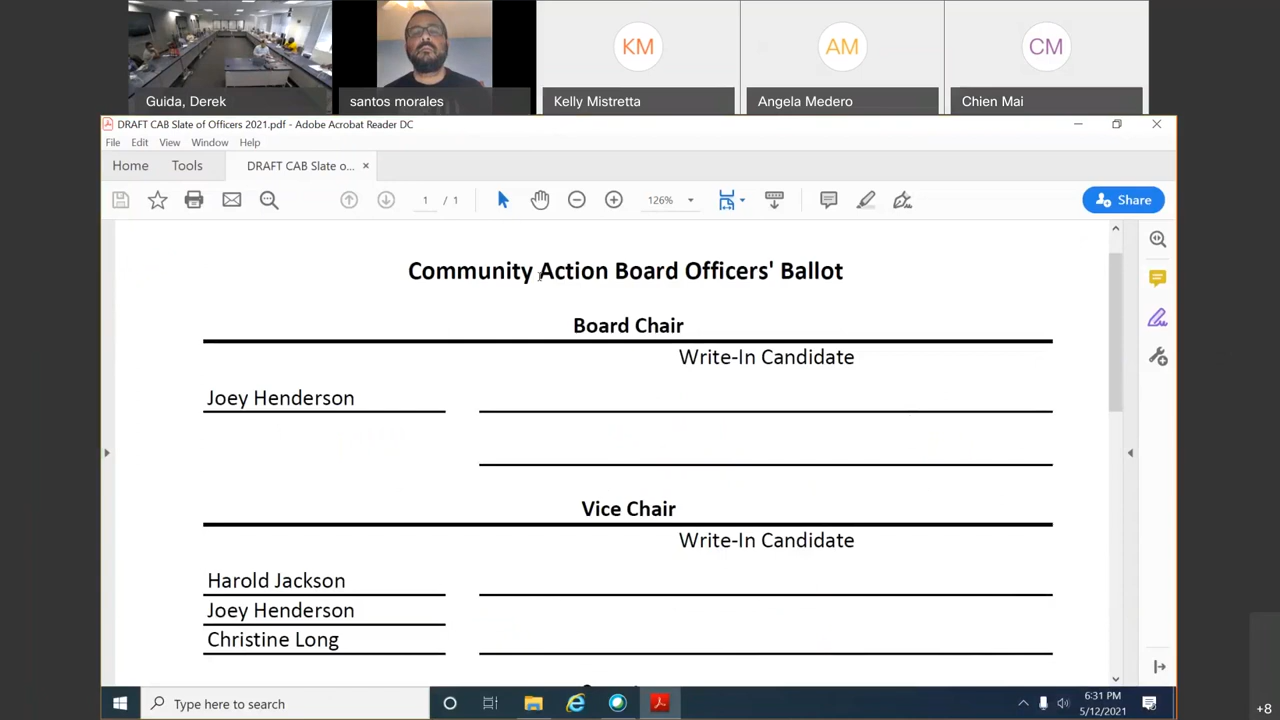 KM
AM
CM
Guida, Derek
santos morales
Kelly Mistretta
Angela Medero
Chien Mai
DRAFT CAB Slate of Officers 2021.pdf - Adobe Acrobat Reader DC
File Edit View Window Help
Home Tools DRAFT CAB Slate o...
1 / 1 126% Share
Community Action Board Officers' Ballot
Board Chair
Write-In Candidate
Joey Henderson
Vice Chair
Write-In Candidate
Harold Jackson
Joey Henderson
Christine Long
Type here to search
6:31 PM
5/12/2021
+8